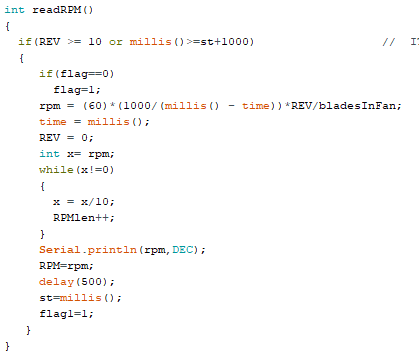 int readRPM()
{
if(REV >= 10 or millis()>=st+1000) //
{
if(flag==0)
flag=1;
rpm = (60)*(1000/(millis() - time))*REV/bladesInFan;
time = millis();
REV = 0;
int x= rpm;
while(x!=0)
{
x = x/10;
RPMlen++;
}
Serial.println(rpm,DEC);
RPM=rpm;
delay(500);
st=millis();
flag1=1;
}
}